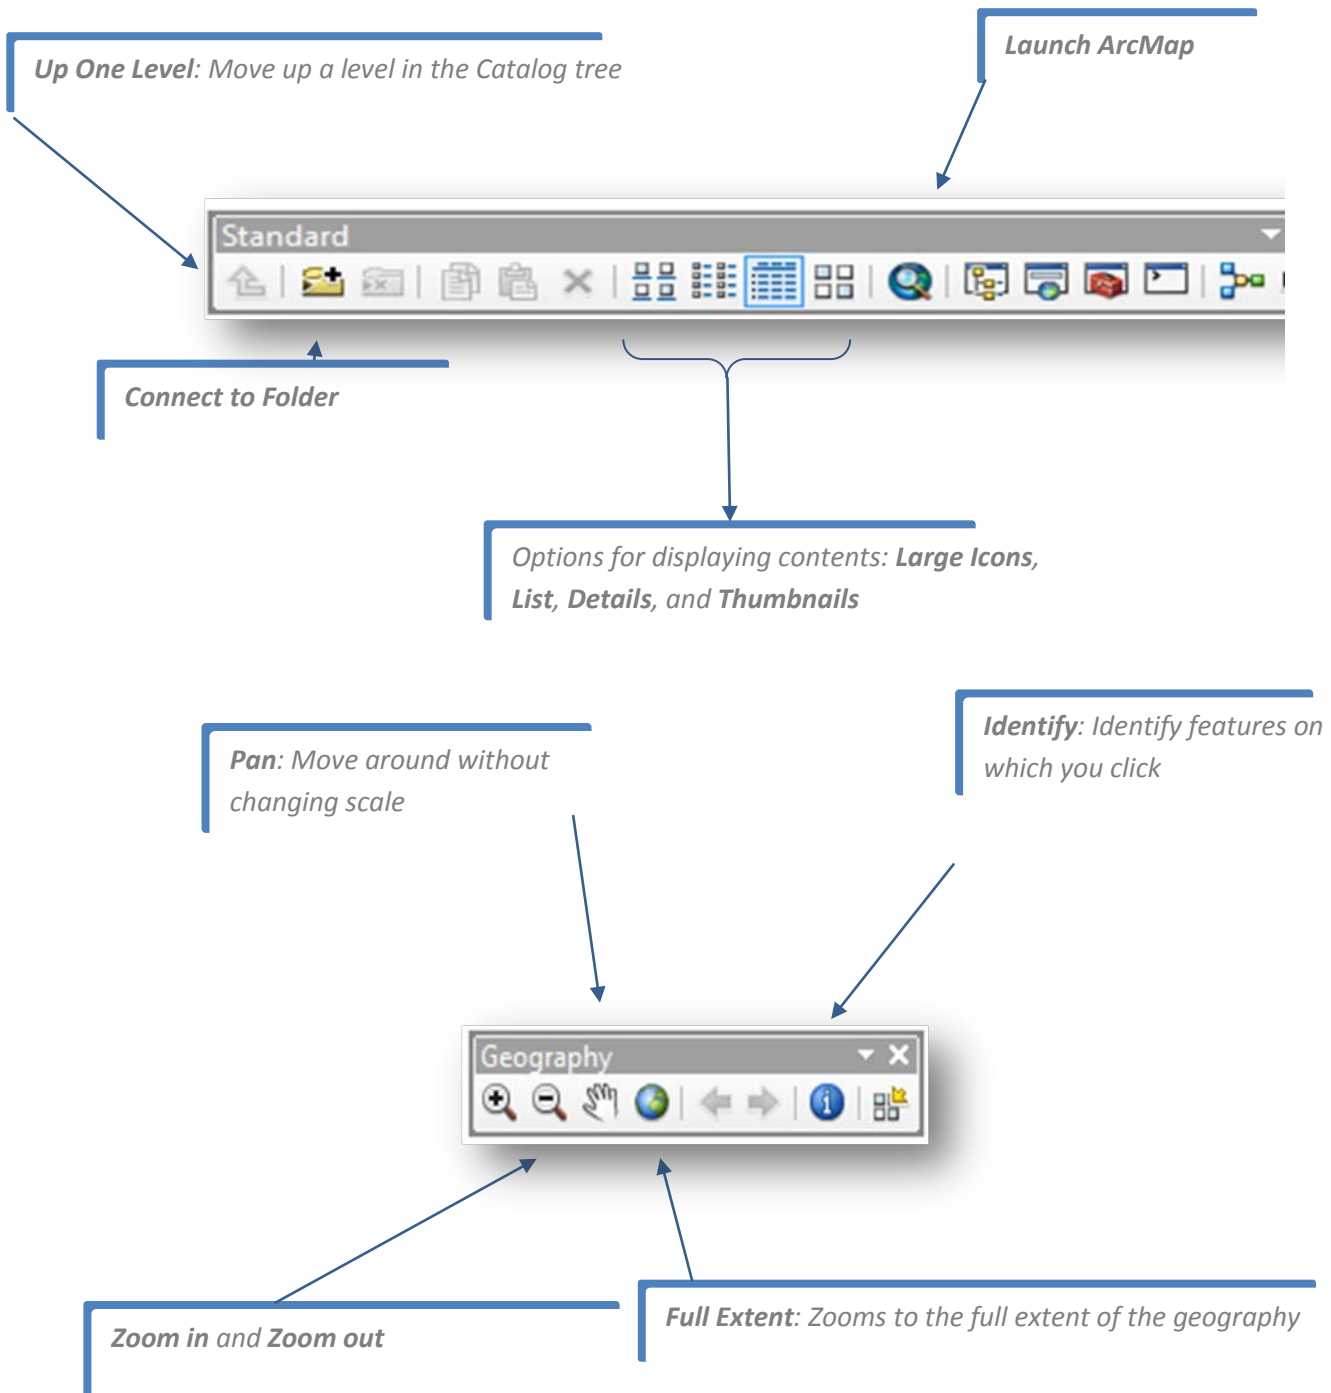 Up One Level: Move up a level in the Catalog tree
Launch ArcMap
Standard
Connect to Folder
Options for displaying contents: Large Icons,
List, Details, and Thumbnails
Pan: Move around without
changing scale
Identify: Identify features on
which you click
Geography
Zoom in and Zoom out
Full Extent: Zooms to the full extent of the geography